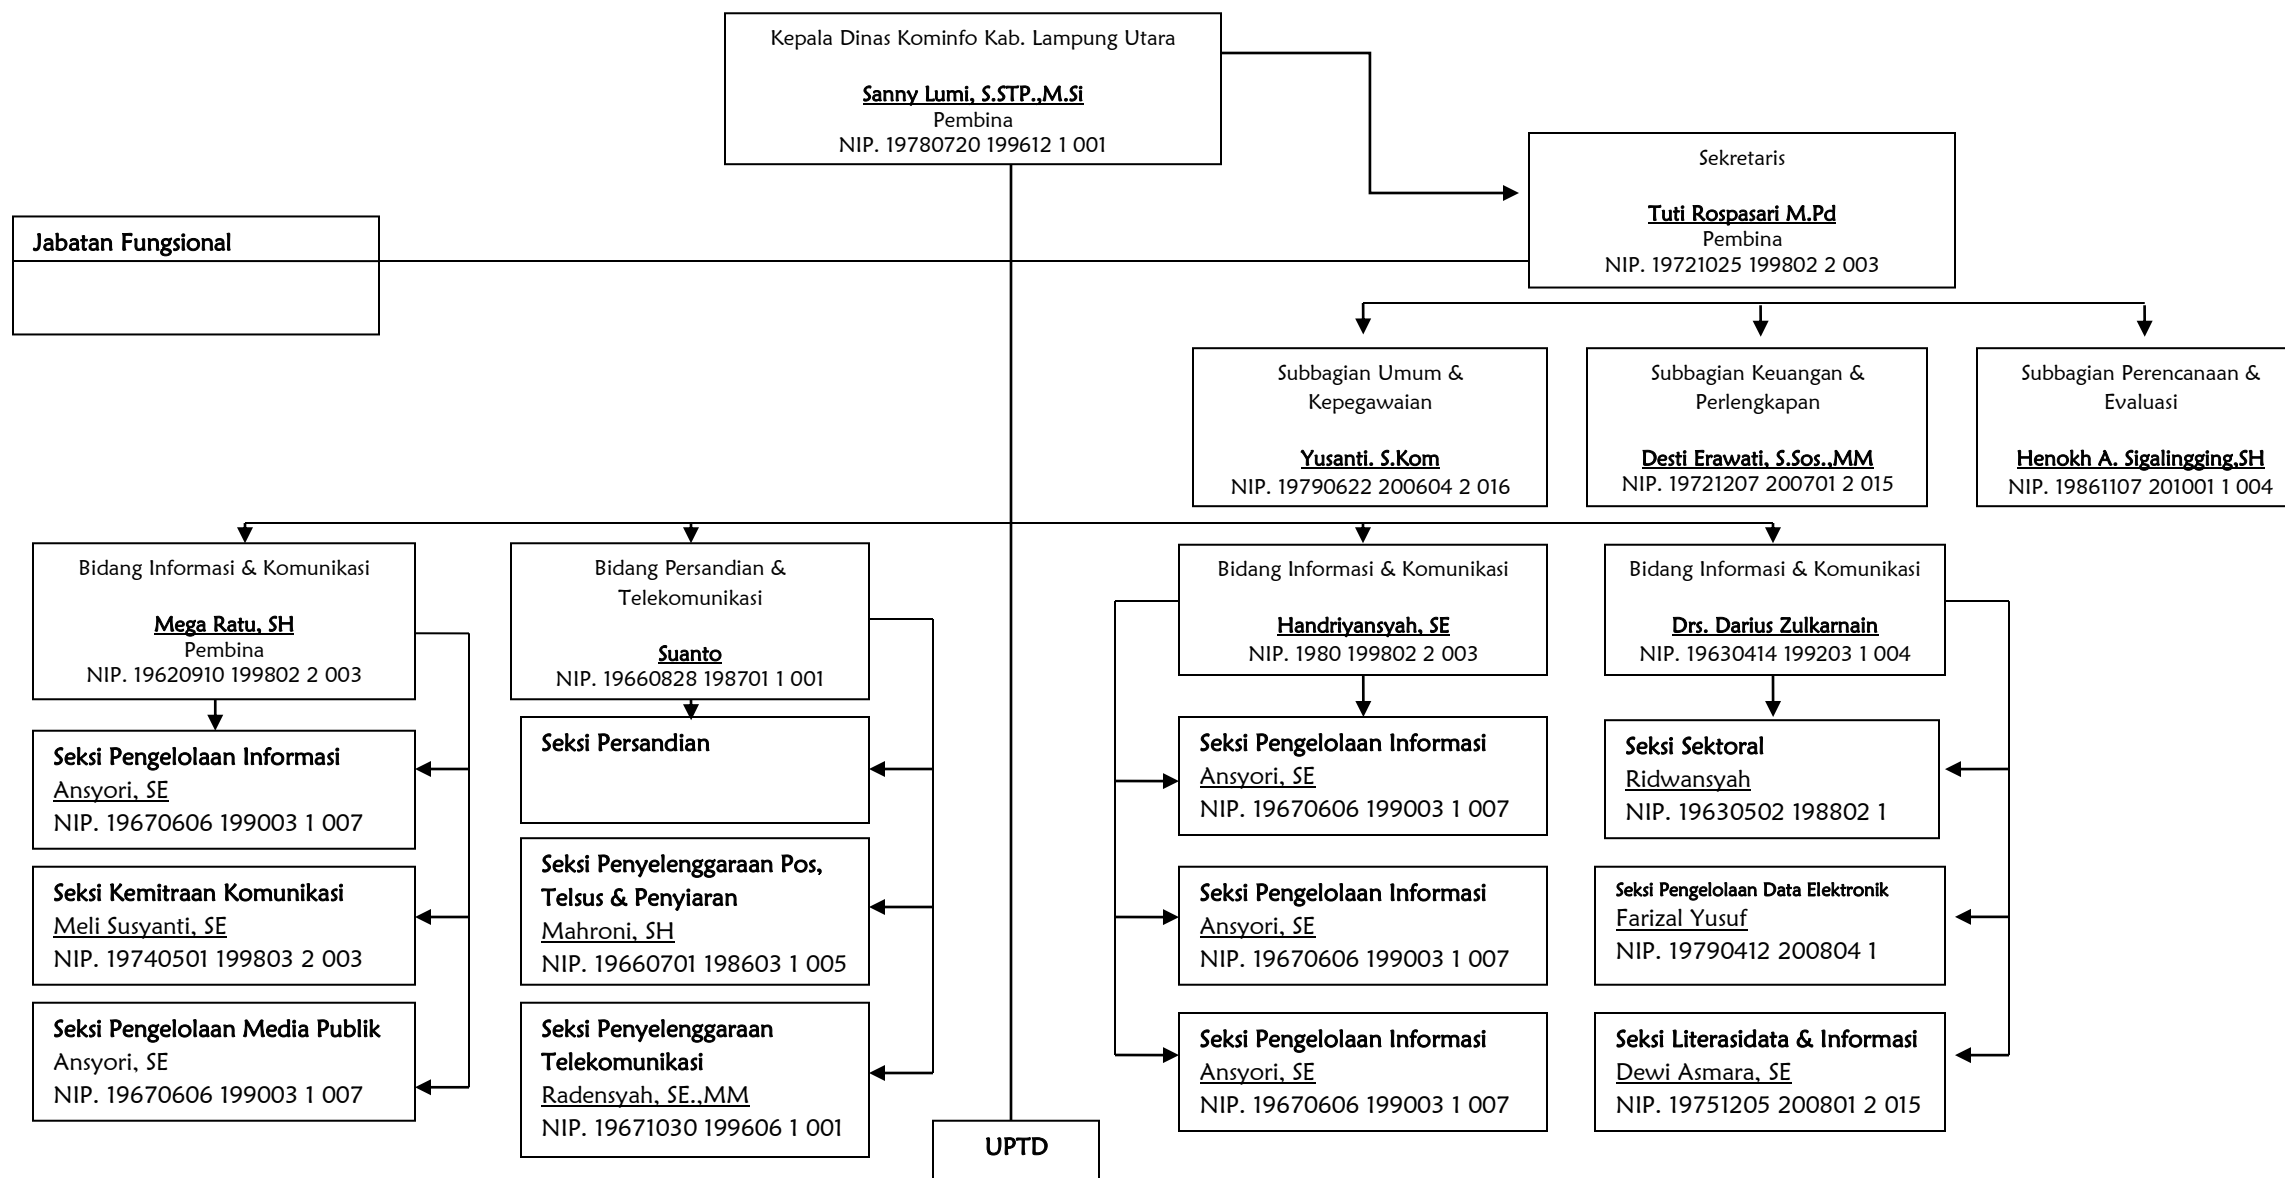 Kepala Dinas Kominfo Kab. Lampung Utara
Sanny Lumi, S.STP.,M.Si
Pembina
NIP. 19780720 199612 1 001
Sekretaris
Tuti Rospasari M.Pd
Pembina
NIP. 19721025 199802 2 003
Jabatan Fungsional
Subbagian Umum &
Kepegawaian
Yusanti. S.Kom
NIP. 19790622 200604 2 016
Subbagian Keuangan &
Perlengkapan
Desti Erawati, S.Sos.,MM
NIP. 19721207 200701 2 015
Subbagian Perencanaan &
Evaluasi
Henokh A. Sigalingging,SH
NIP. 19861107 201001 1 004
Bidang Informasi & Komunikasi
Mega Ratu, SH
Pembina
NIP. 19620910 199802 2 003
Seksi Pengelolaan Informasi
Ansyori, SE
NIP. 19670606 199003 1 007
Seksi Kemitraan Komunikasi
Meli Susyanti, SE
NIP. 19740501 199803 2 003
Seksi Pengelolaan Media Publik
Ansyori, SE
NIP. 19670606 199003 1 007
Bidang Persandian &
Telekomunikasi
Suanto
NIP. 19660828 198701 1 001
Seksi Persandian
Seksi Penyelenggaraan Pos,
Telsus & Penyiaran
Mahroni, SH
NIP. 19660701 198603 1 005
Seksi Penyelenggaraan
Telekomunikasi
Radensyah, SE.,MM
NIP. 19671030 199606 1 001
Bidang Informasi & Komunikasi
Handriyansyah, SE
NIP. 1980 199802 2 003
Seksi Pengelolaan Informasi
Ansyori, SE
NIP. 19670606 199003 1 007
Seksi Pengelolaan Informasi
Ansyori, SE
NIP. 19670606 199003 1 007
Seksi Pengelolaan Informasi
Ansyori, SE
NIP. 19670606 199003 1 007
Bidang Informasi & Komunikasi
Drs. Darius Zulkarnain
NIP. 19630414 199203 1 004
Seksi Sektoral
Ridwansyah
NIP. 19630502 198802 1
Seksi Pengelolaan Data Elektronik
Farizal Yusuf
NIP. 19790412 200804 1
Seksi Literasidata & Informasi
Dewi Asmara, SE
NIP. 19751205 200801 2 015
UPTD